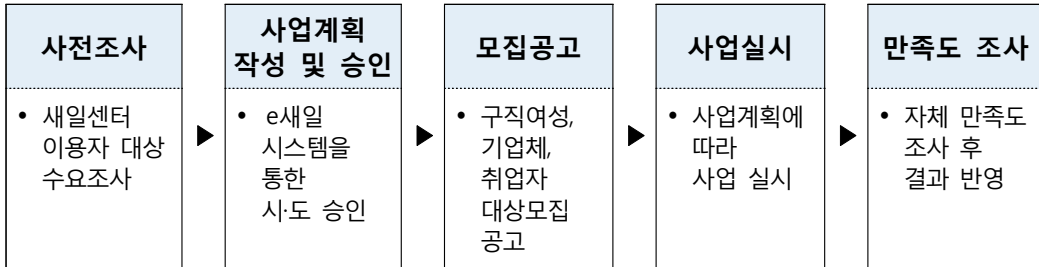 사전조사
• 새일센터
이용자 대상
수요조사
▶
사업계획
작성 및 승인
• e새일
시스템을
통한
시·도 승인
▶
모집공고
• 구직여성,
기업체,
취업자
대상모집
공고
▶
사업실시
• 사업계획에
따라
사업 실시
▶
만족도 조사
• 자체 만족도
조사 후
결과 반영